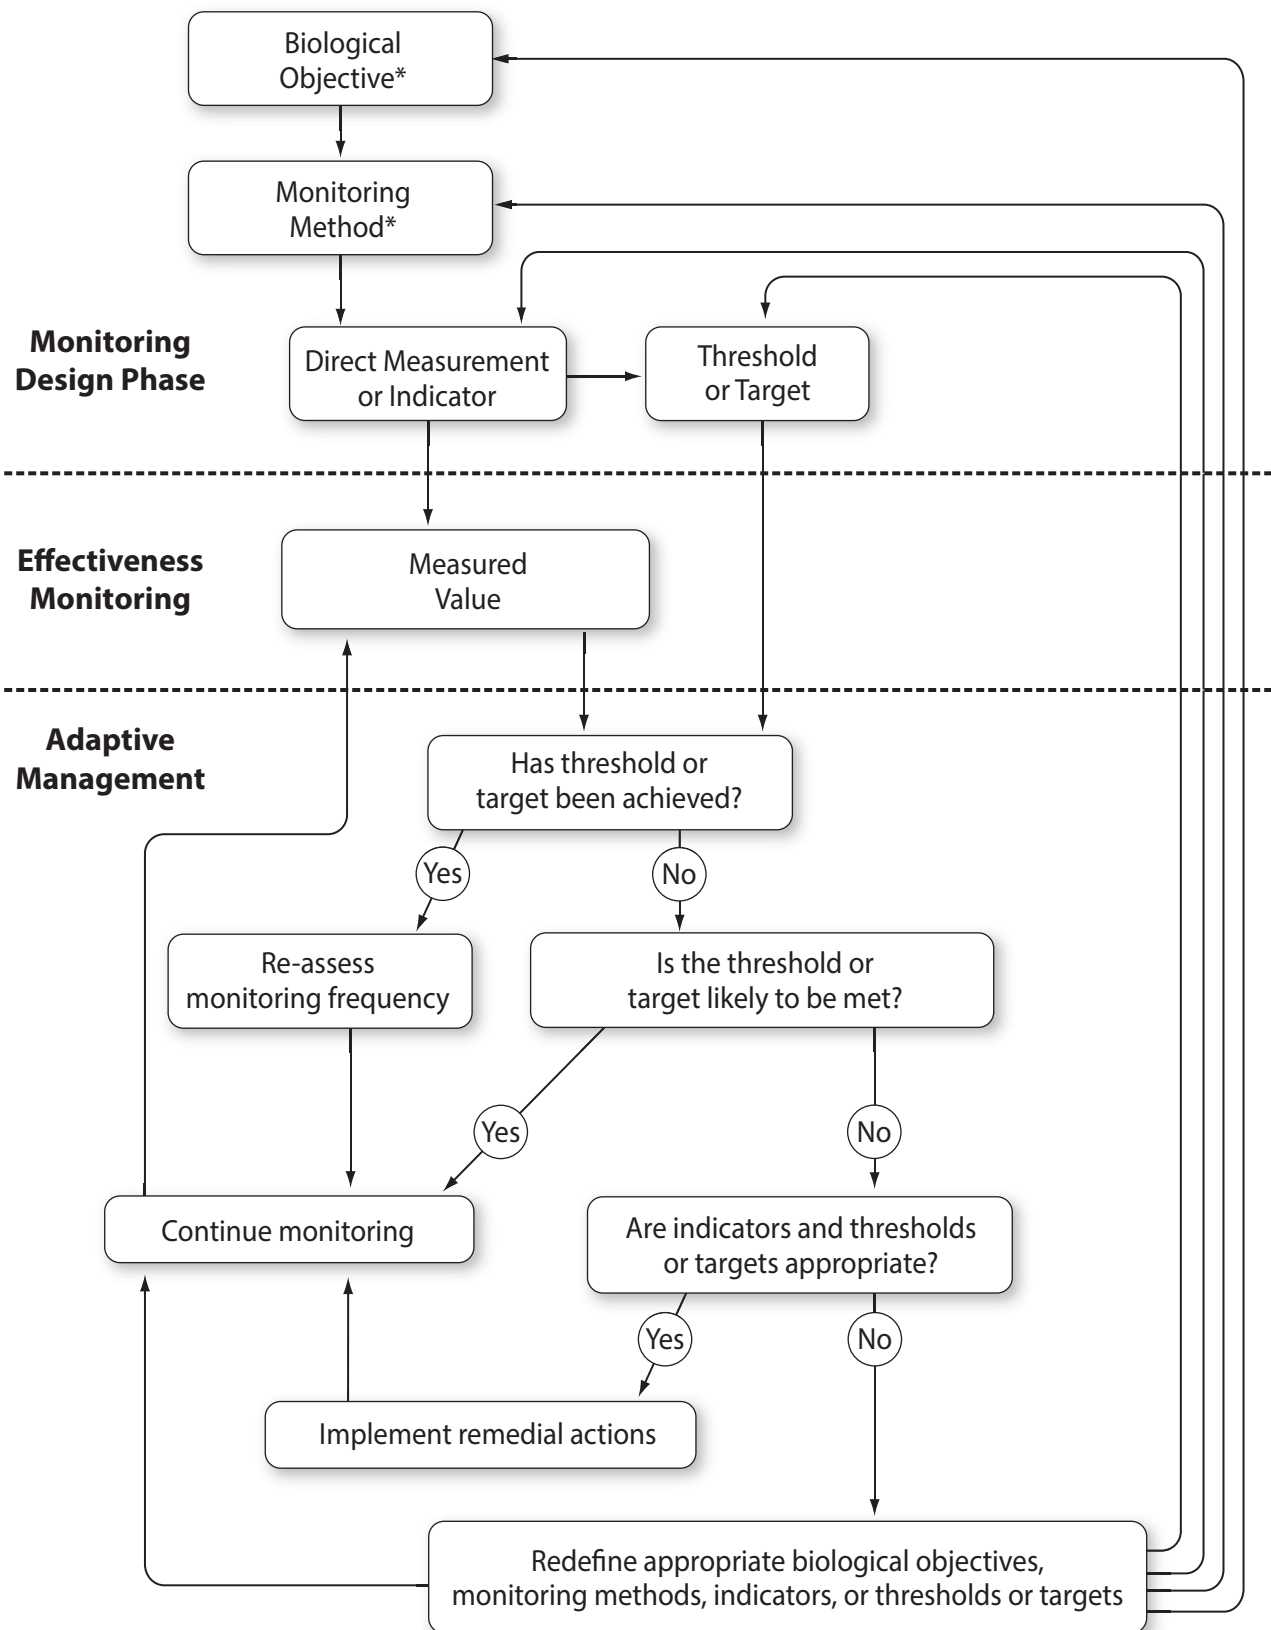 Biological
Objective*
Monitoring
Method*
Monitoring
Design Phase
Direct Measurement
or Indicator
Threshold
or Target
Effectiveness
Monitoring
Measured
Value
Adaptive
Management
Has threshold or
target been achieved?
Yes
No
Re-assess
monitoring frequency
Is the threshold or
target likely to be met?
Yes
No
Continue monitoring
Are indicators and thresholds
or targets appropriate?
Yes
No
Implement remedial actions
Redefine appropriate biological objectives,
monitoring methods, indicators, or thresholds or targets